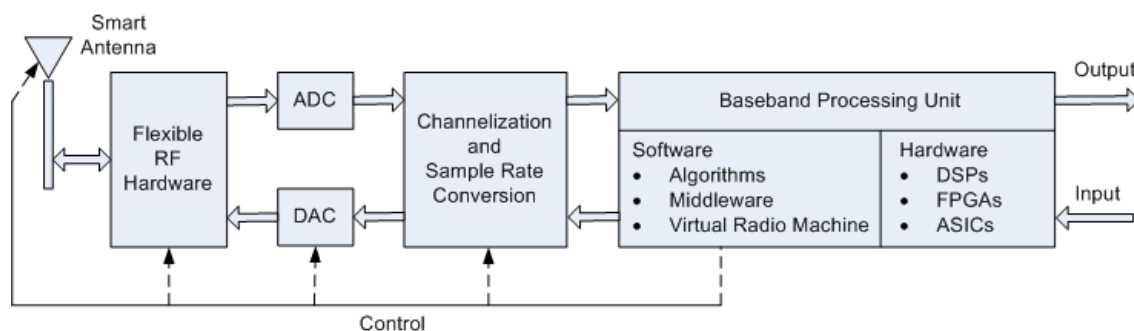 Smart
Antenna
Flexible
RF
Hardware
ADC
DAC
Channelization
and
Sample Rate
Conversion
Baseband Processing Unit
Software
• Algorithms
• Middleware
• Virtual Radio Machine
Hardware
• DSPs
• FPGAs
• ASICs
Output
Input
Control